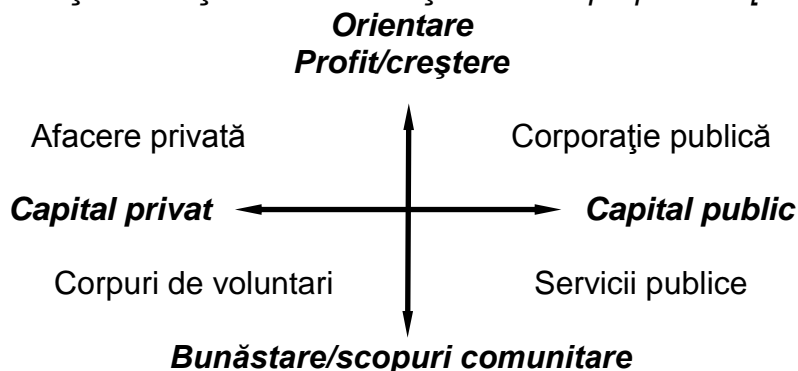 Orientare
Profit/creştere
Afacere privată Corporaţie publică
Capital privat Capital public
Corpuri de voluntari Servicii publice
Bunăstare/scopuri comunitare